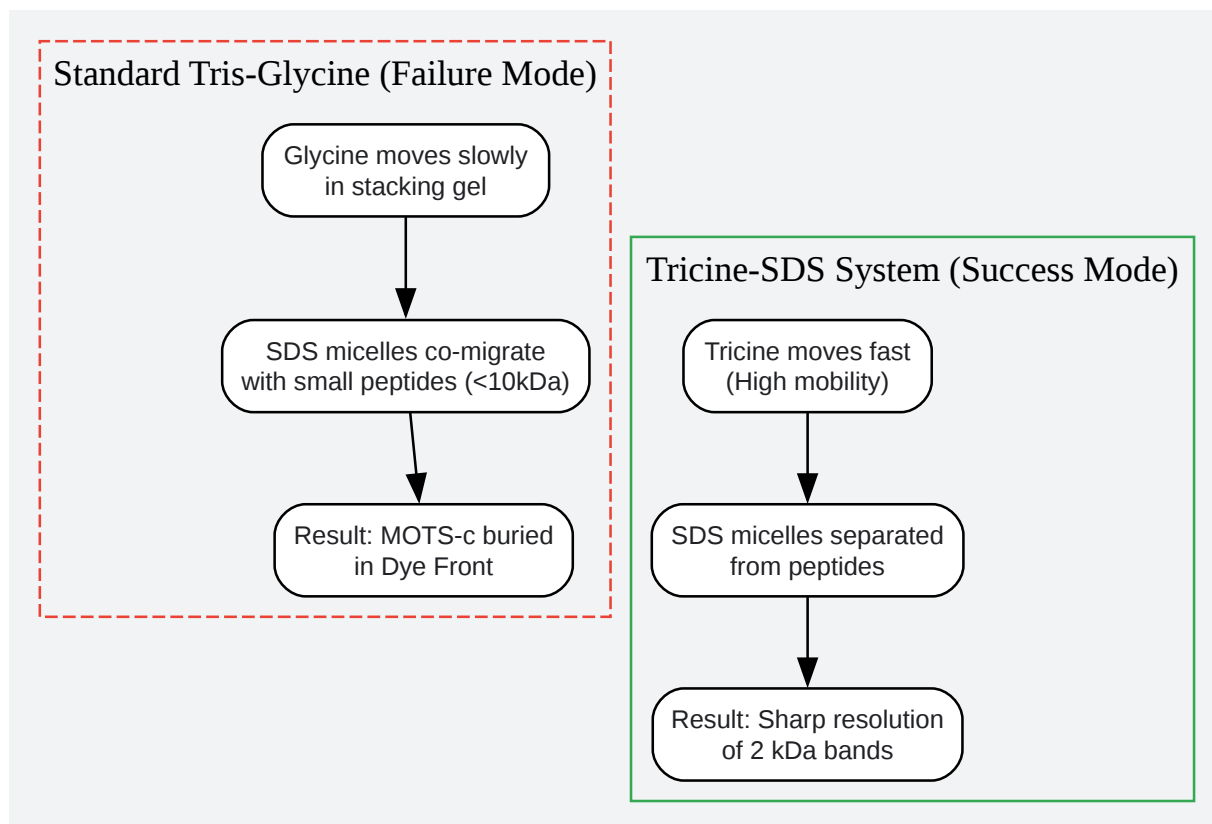 Standard Tris-Glycine (Failure Mode)
Glycine moves slowly
in stacking gel
SDS micelles co-migrate
with small peptides (<10kDa)
Result: MOTS-c buried
in Dye Front
Tricine-SDS System (Success Mode)
Tricine moves fast
(High mobility)
SDS micelles separated
from peptides
Result: Sharp resolution
of 2 kDa bands